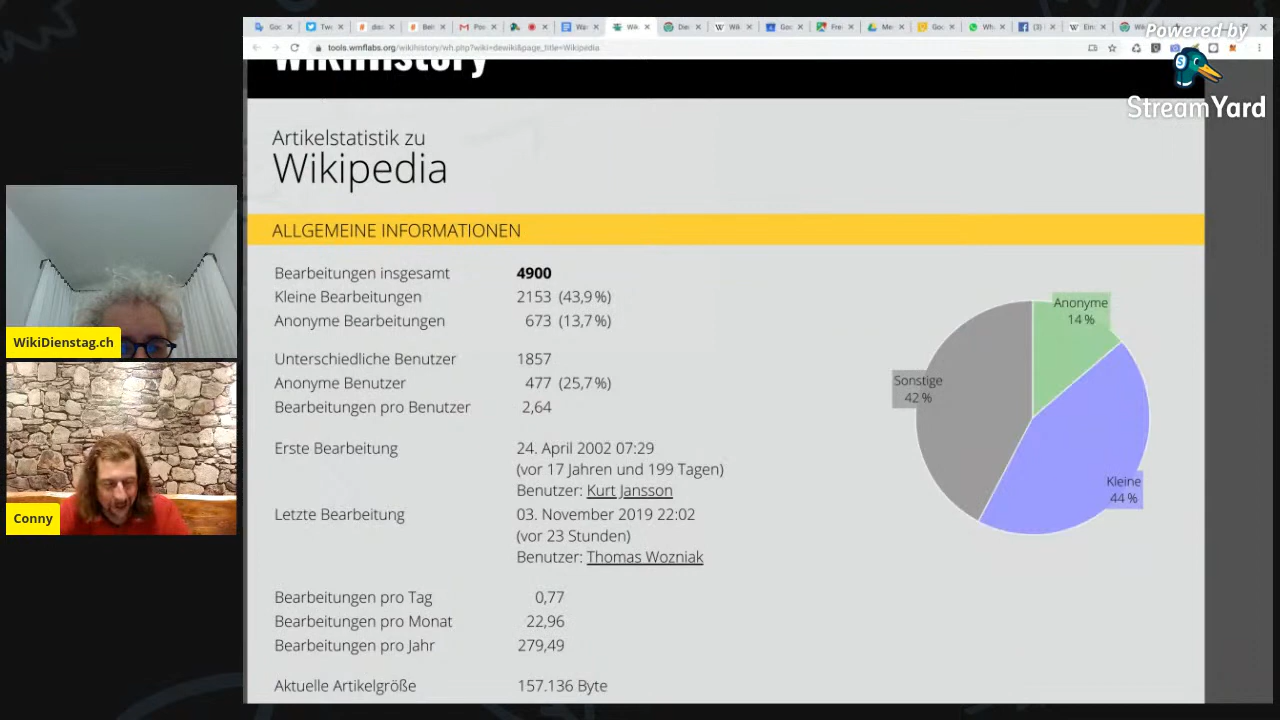 tools.wmflabs.org/wikihistory/wh.php?wiki=dewiki&page_title=Wikipedia
Powered by
StreamYard
wikihistory
Artikelstatistik zu
Wikipedia
ALLGEMEINE INFORMATIONEN
Bearbeitungen insgesamt 4900
Kleine Bearbeitungen 2153 (43,9 %)
Anonyme Bearbeitungen 673 (13,7 %)
Unterschiedliche Benutzer 1857
Anonyme Benutzer 477 (25,7 %)
Bearbeitungen pro Benutzer 2,64
Erste Bearbeitung 24. April 2002 07:29
(vor 17 Jahren und 199 Tagen)
Benutzer: Kurt Jansson
Letzte Bearbeitung 03. November 2019 22:02
(vor 23 Stunden)
Benutzer: Thomas Wozniak
Bearbeitungen pro Tag 0,77
Bearbeitungen pro Monat 22,96
Bearbeitungen pro Jahr 279,49
Aktuelle Artikelgröße 157.136 Byte
Anonyme
14 %
Sonstige
42 %
Kleine
44 %
WikiDienstag.ch
Conny